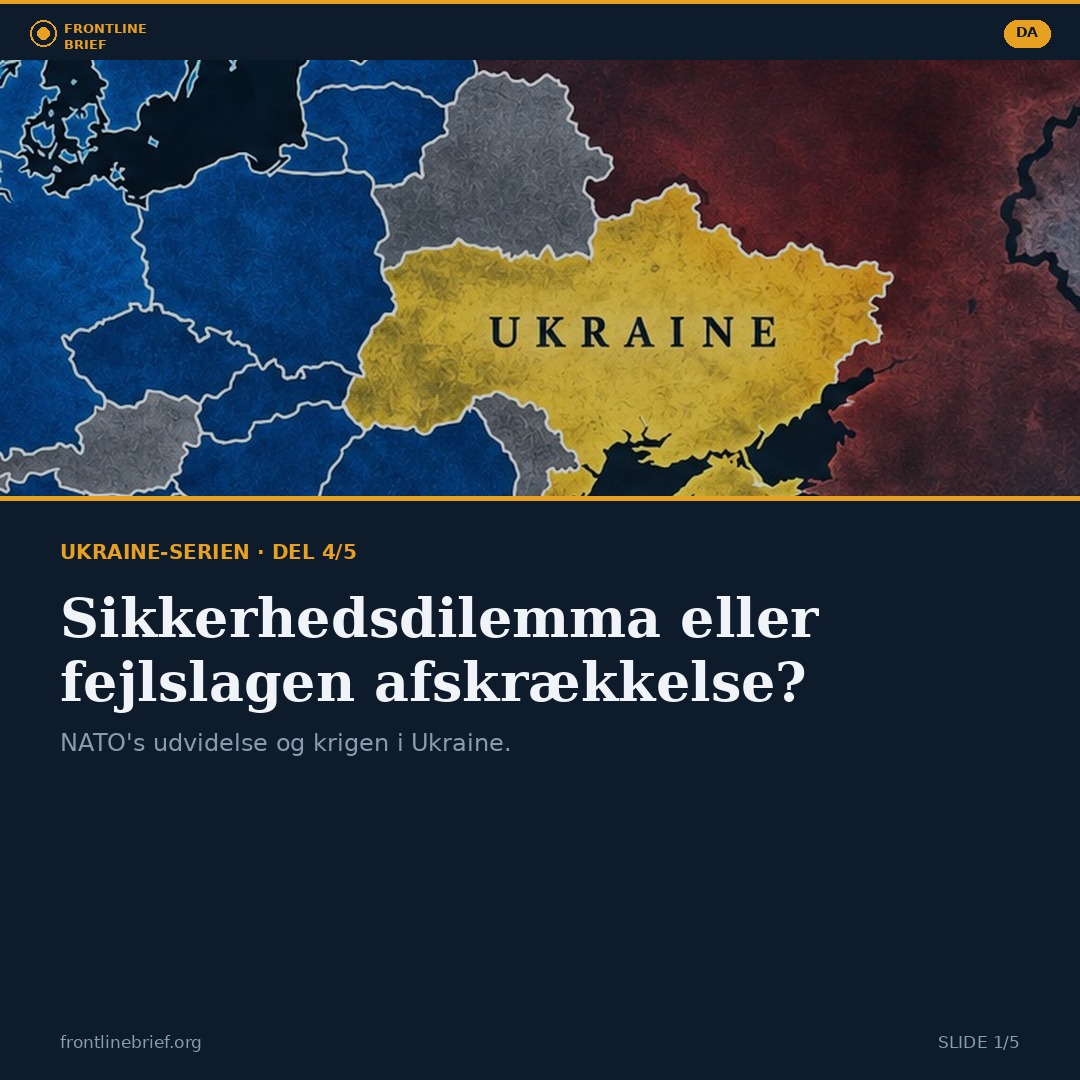 FRONTLINE
BRIEF
DA
UKRAINE
UKRAINE-SERIEN · DEL 4/5
Sikkerhedsdilemma eller
fejlslagen afskrækkelse?
NATO's udvidelse og krigen i Ukraine.
frontlinebrief.org
SLIDE 1/5